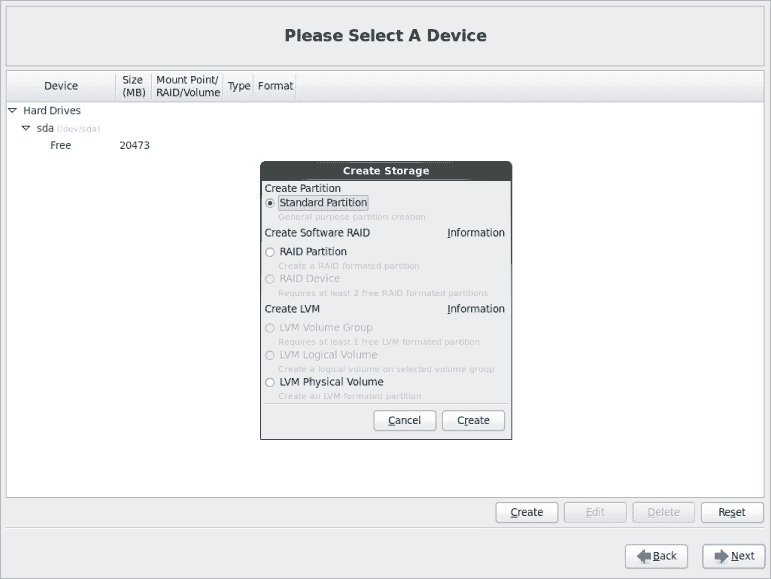 Please Select A Device
Device Size (MB) Mount Point/ RAID/Volume Type Format
Hard Drives
sda (/dev/sda)
Free 20473
Create Storage
Create Partition
Standard Partition
General purpose partition creation
Create Software RAID Information
RAID Partition
Create a RAID formated partition
RAID Device
Requires at least 2 free RAID formated partitions
Create LVM Information
LVM Volume Group
Requires at least 1 free LVM formated partition
LVM Logical Volume
Create a logical volume on selected volume group
LVM Physical Volume
Create an LVM formated partition
Cancel Create
Create Edit Delete Reset
Back Next